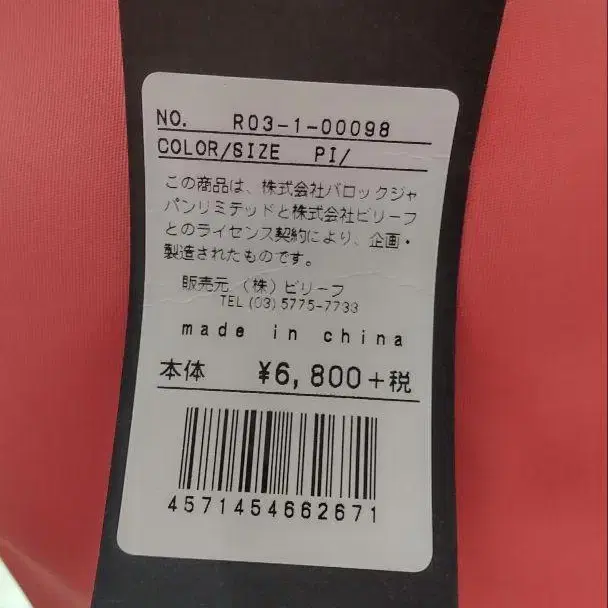 NO. R03-1-00098
COLOR/SIZE PI/
この商品は、株式会社バロックジャ
パンリミテッドと株式会社ビリーフ
とのライセンス契約により、企画・
製造されたものです。
販売元 (株) ビリーフ
TEL (03) 5775-7733
made in china
本体 ¥6,800+税
4571454662671